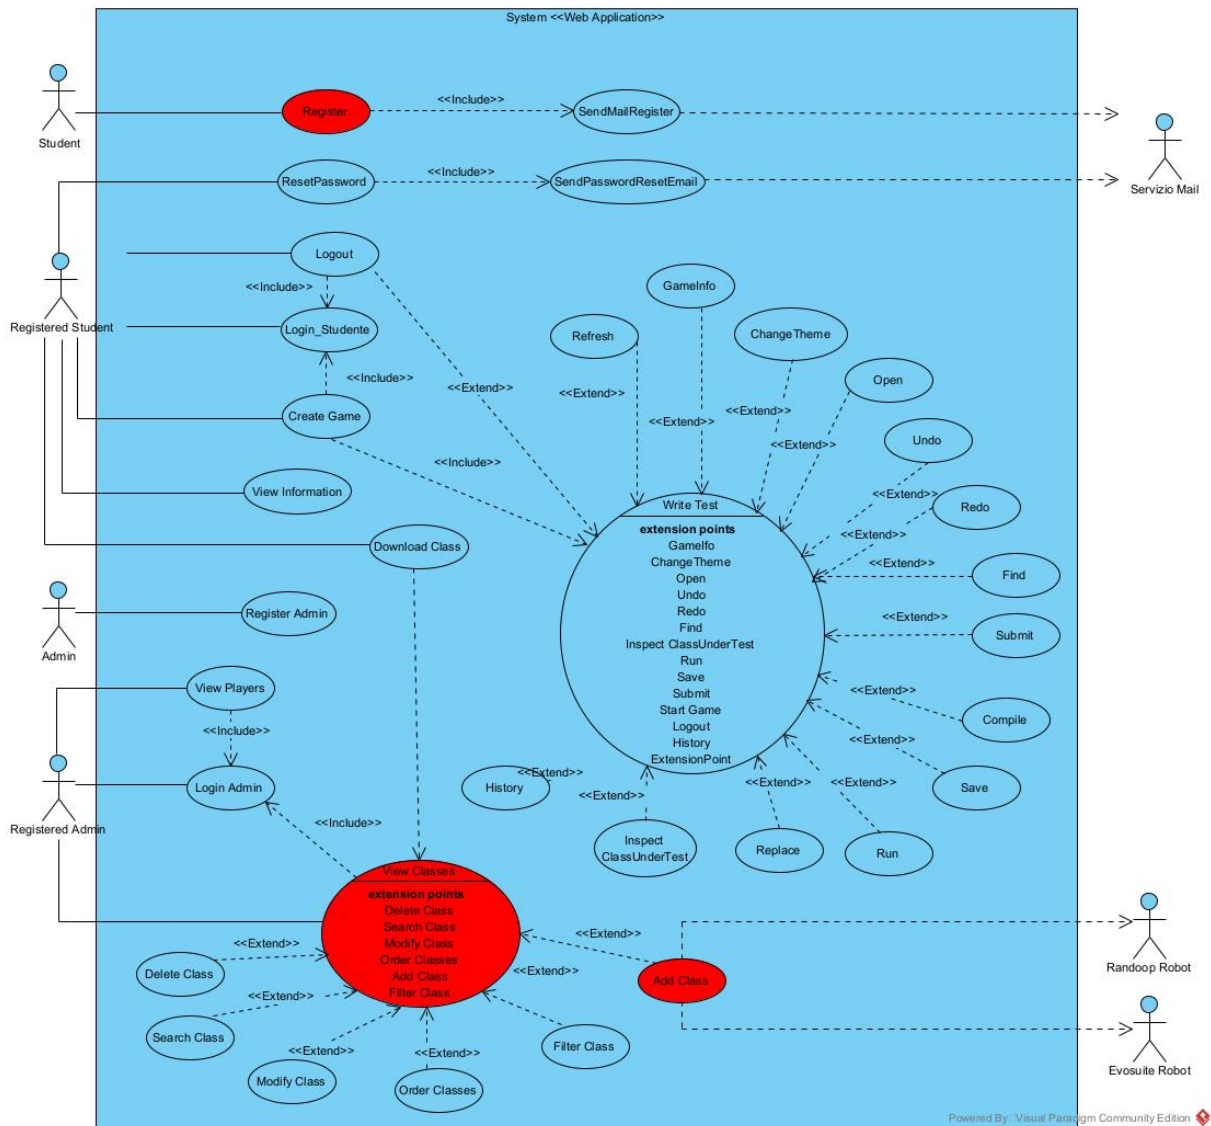 System <<Web Application>>
Register
<<Include>>
SendMailRegister
Student
Servizio Mail
ResetPassword
<<Include>>
SendPasswordResetEmail
Logout
<<Include>>
Registered Student
Login_Studente
<<Include>>
Create Game
<<Extend>>
<<Include>>
View Information
Download Class
GameInfo
Refresh
ChangeTheme
<<Extend>>
<<Extend>>
<<Extend>>
Open
<<Extend>>
Undo
<<Extend>>
Redo
<<Extend>>
Find
<<Extend>>
Submit
Write Test
extension points
GameIfo
ChangeTheme
Open
Undo
Redo
Find
Inspect ClassUnderTest
Run
Save
Submit
Start Game
Logout
History
ExtensionPoint
<<Extend>>
Compile
<<Extend>>
Save
<<Extend>>
History
<<Extend>>
Inspect
ClassUnderTest
<<Extend>>
Replace
<<Extend>>
Run
Admin
Register Admin
View Players
<<Include>>
Login Admin
Registered Admin
<<Include>>
View Classes
extension points
Delete Class
Search Class
Modify Class
Order Classes
Add Class
Filter Class
<<Extend>>
Delete Class
<<Extend>>
Search Class
<<Extend>>
Modify Class
<<Extend>>
Order Classes
<<Extend>>
Filter Class
<<Extend>>
Add Class
Randoop Robot
Evosuite Robot
Powered By: Visual Paradigm Community Edition